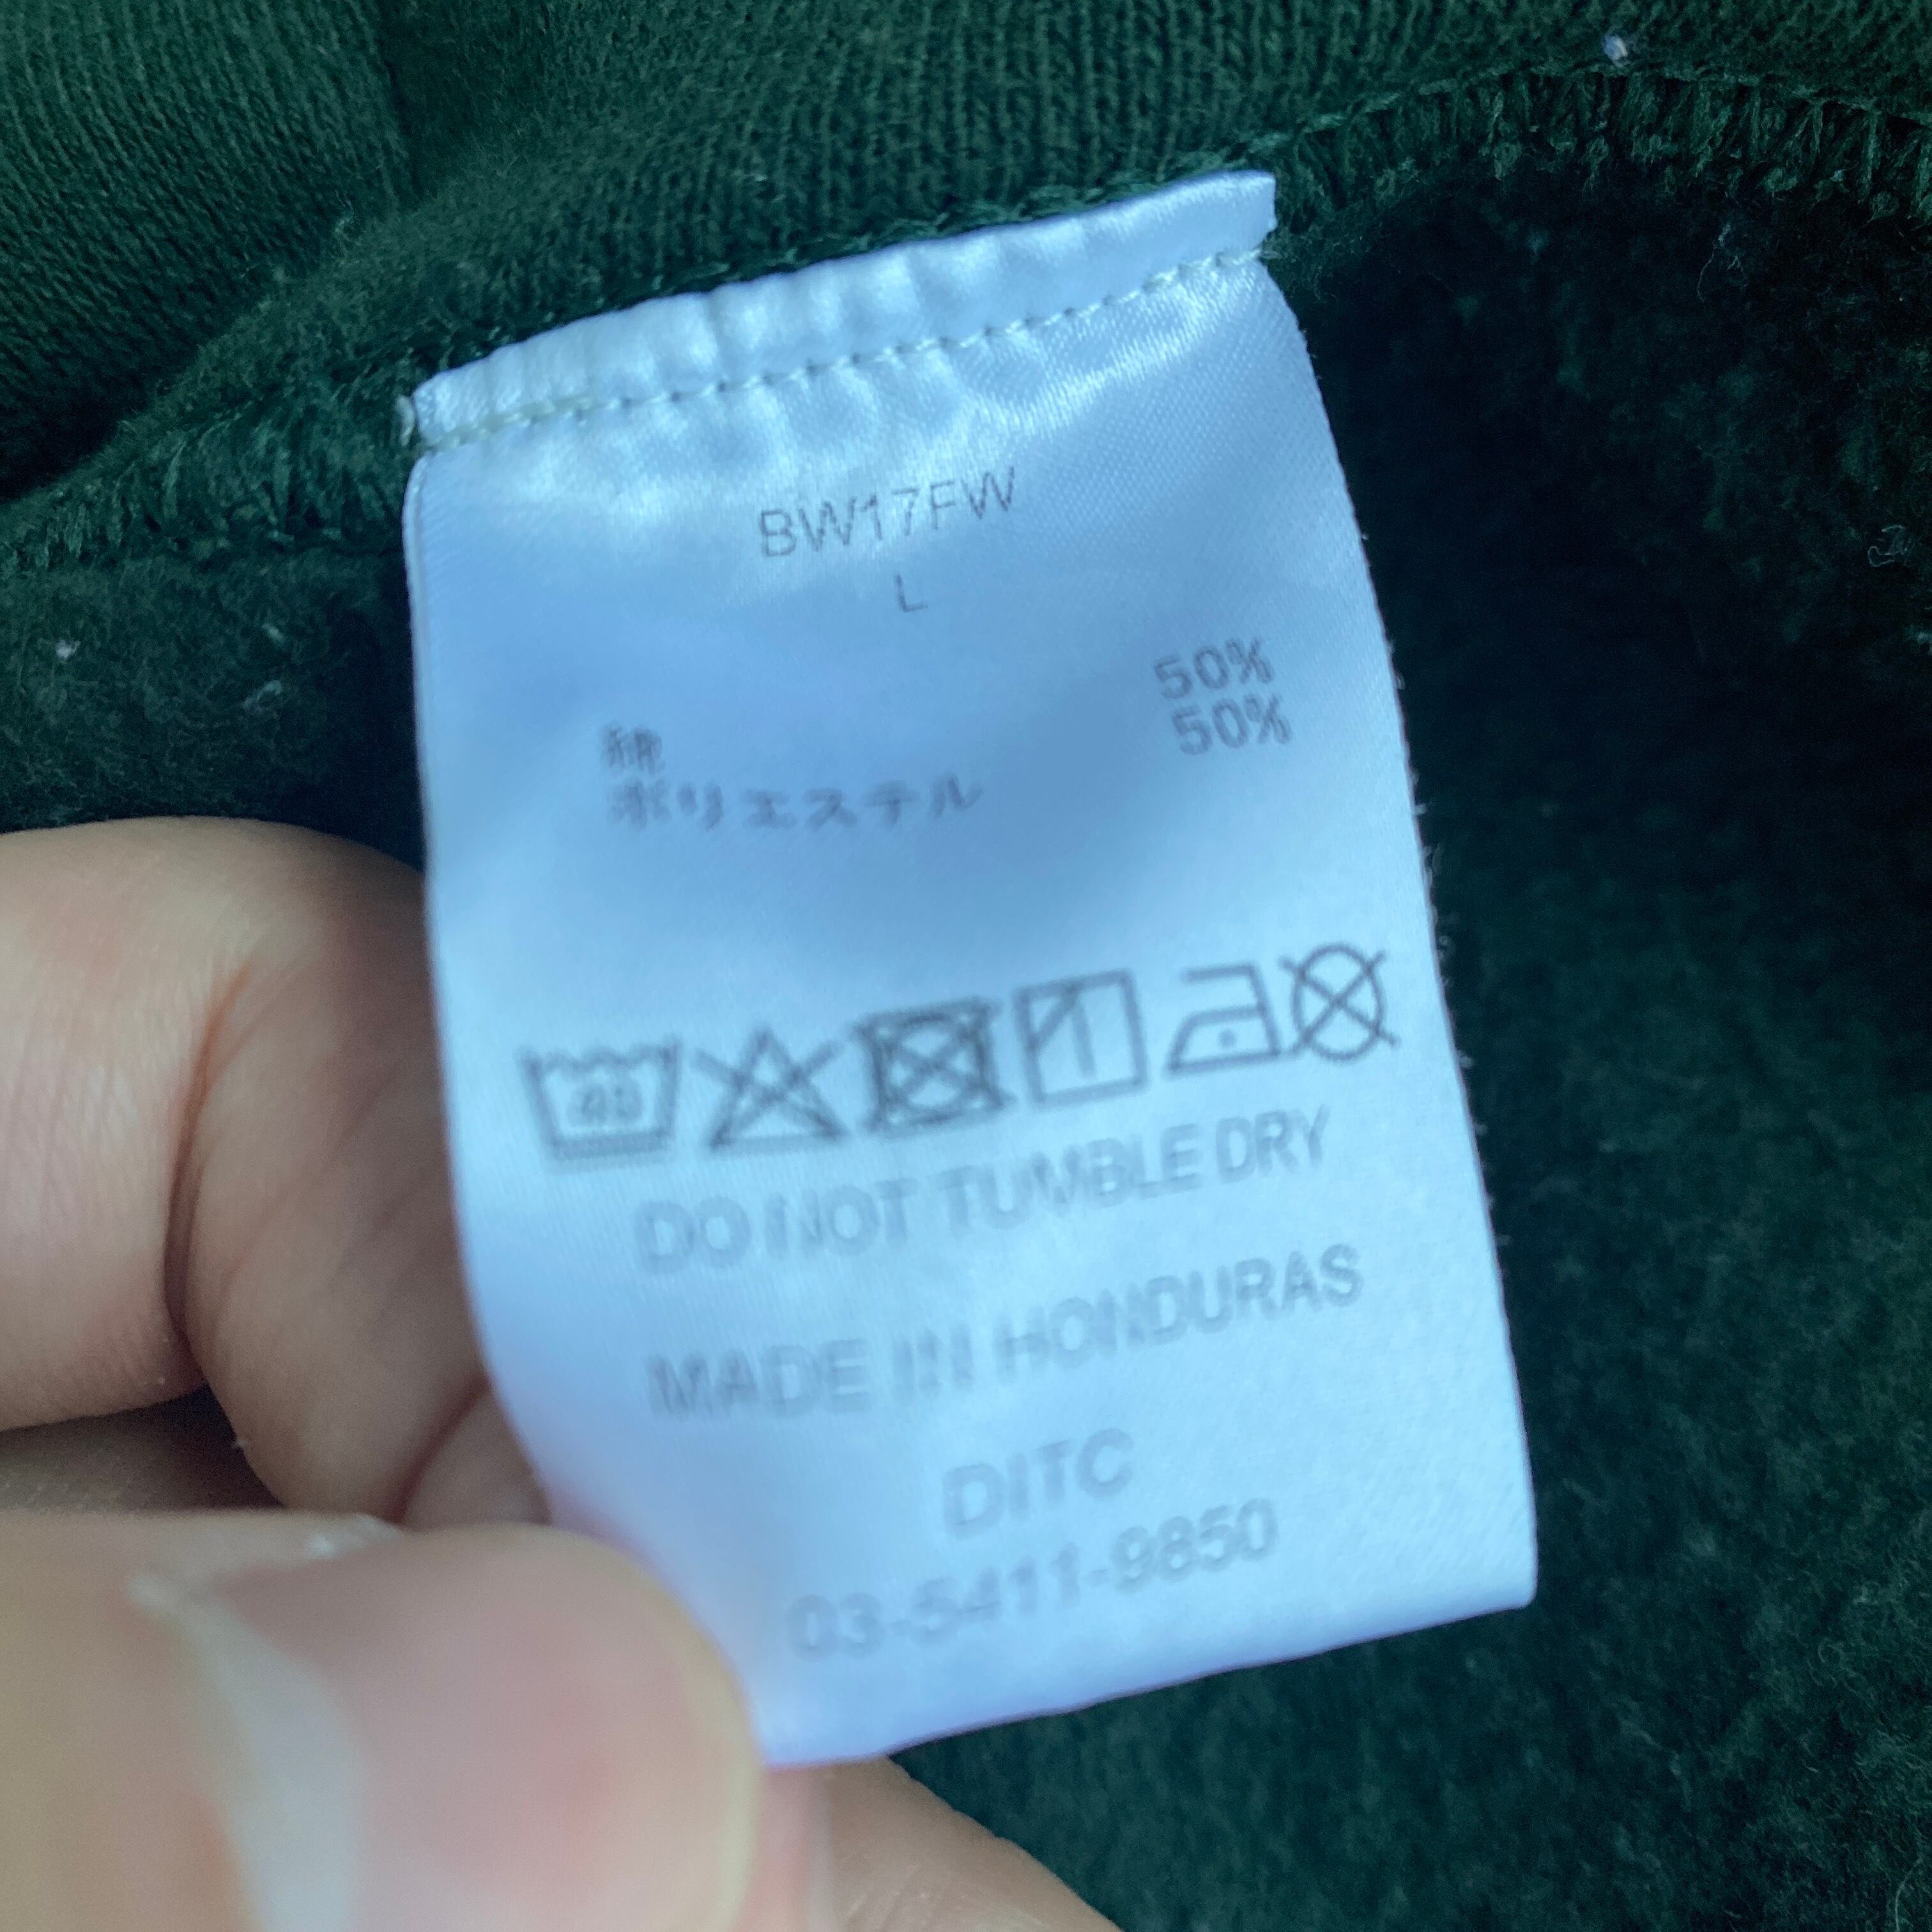 BW17FW
L
綿 50%
ポリエステル 50%
40
DO NOT TUMBLE DRY
MADE IN HONDURAS
DITC
03-5411-9850